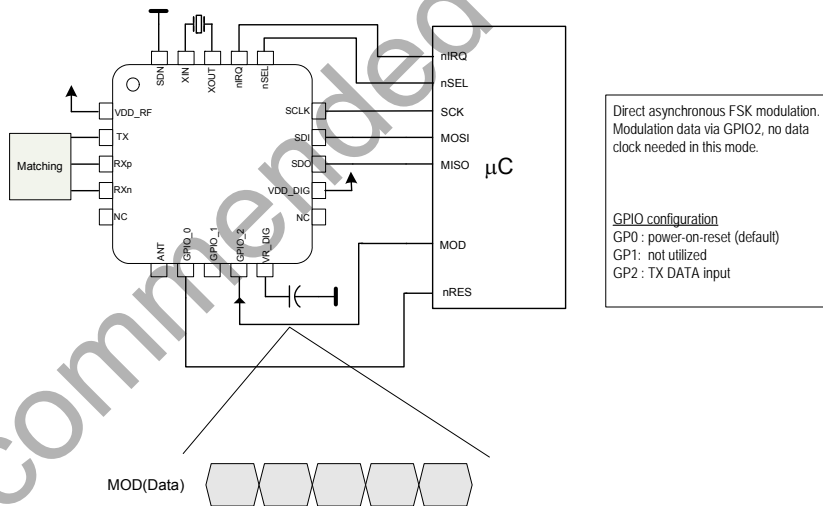 SDN
XIN
XOUT
nIRQ
nSEL
VDD_RF
TX
RXp
RXn
NC
Matching
SCLK
SDI
SDO
VDD_DIG
NC
ANT
GPIO_0
GPIO_1
GPIO_2
VR_DIG
nIRQ
nSEL
SCK
MOSI
MISO
μC
MOD
nRES
Direct asynchronous FSK modulation.
Modulation data via GPIO2, no data
clock needed in this mode.
GPIO configuration
GP0 : power-on-reset (default)
GP1: not utilized
GP2 : TX DATA input
MOD(Data)
commended